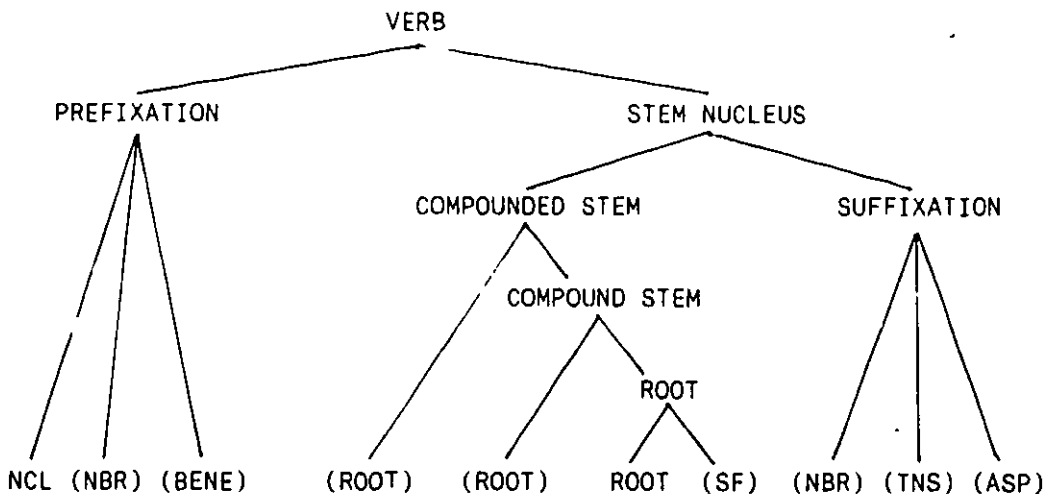 VERB
PREFIXATION STEM NUCLEUS
COMPOUNDED STEM SUFFIXATION
COMPOUND STEM
ROOT
NCL (NBR) (BENE) (ROOT) (ROOT) ROOT (SF) (NBR) (TNS) (ASP)